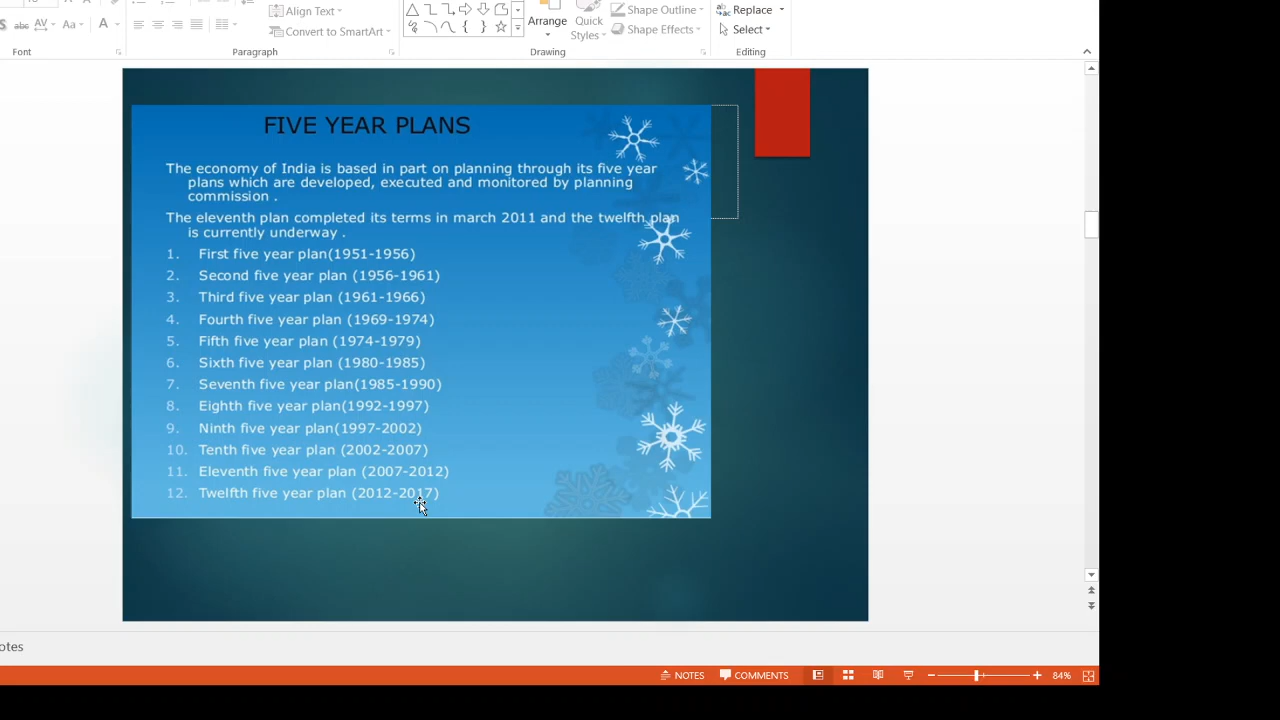 Align Text
Convert to SmartArt
Arrange
Quick
Styles
Shape Outline
Shape Effects
Replace
Select
abc
AV
Aa
A
Font
Paragraph
Drawing
Editing
FIVE YEAR PLANS
The economy of India is based in part on planning through its five year
plans which are developed, executed and monitored by planning
commission .
The eleventh plan completed its terms in march 2011 and the twelfth plan
is currently underway .
1. First five year plan(1951-1956)
2. Second five year plan (1956-1961)
3. Third five year plan (1961-1966)
4. Fourth five year plan (1969-1974)
5. Fifth five year plan (1974-1979)
6. Sixth five year plan (1980-1985)
7. Seventh five year plan(1985-1990)
8. Eighth five year plan(1992-1997)
9. Ninth five year plan(1997-2002)
10. Tenth five year plan (2002-2007)
11. Eleventh five year plan (2007-2012)
12. Twelfth five year plan (2012-2017)
otes
NOTES
COMMENTS
84%